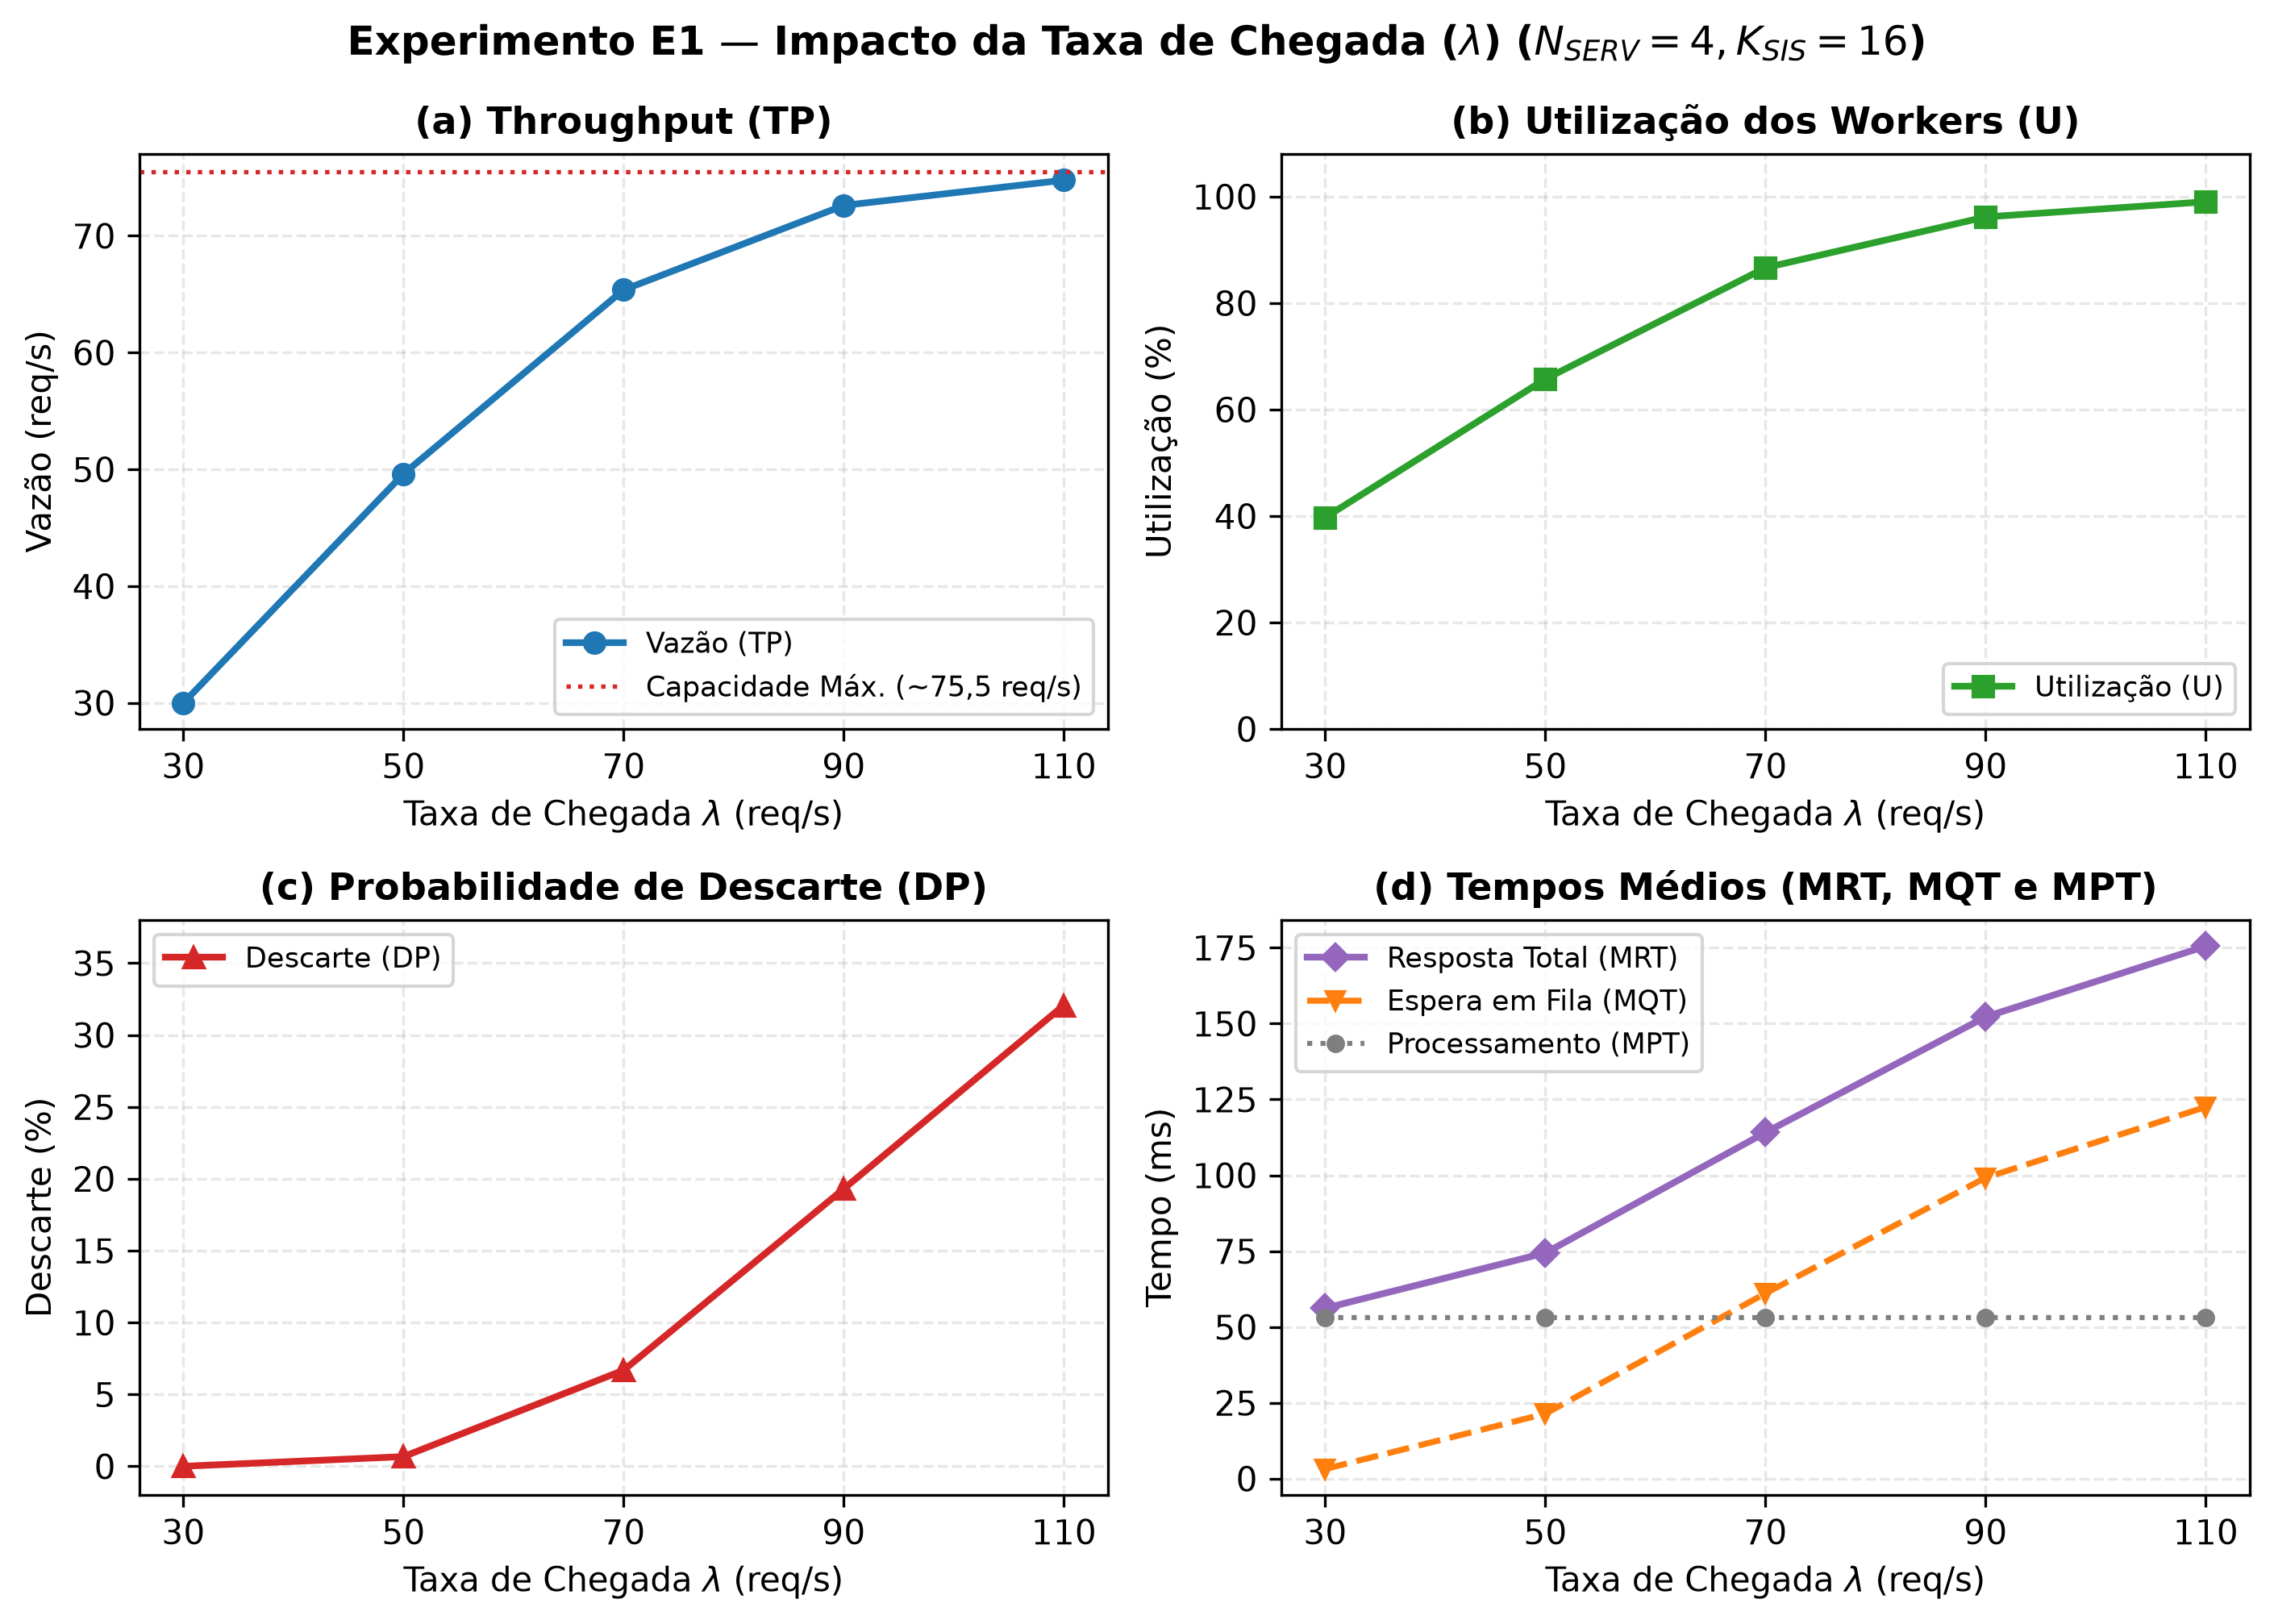 Experimento E1 — Impacto da Taxa de Chegada (λ) (N_SERV = 4, K_SIS = 16)
(a) Throughput (TP)
Vazão (req/s)
70
60
50
40
30
Vazão (TP)
Capacidade Máx. (~75,5 req/s)
30 50 70 90 110
Taxa de Chegada λ (req/s)
(b) Utilização dos Workers (U)
Utilização (%)
100
80
60
40
20
0
Utilização (U)
30 50 70 90 110
Taxa de Chegada λ (req/s)
(c) Probabilidade de Descarte (DP)
Descarte (%)
Descarte (DP)
35
30
25
20
15
10
5
0
30 50 70 90 110
Taxa de Chegada λ (req/s)
(d) Tempos Médios (MRT, MQT e MPT)
Tempo (ms)
Resposta Total (MRT)
Espera em Fila (MQT)
Processamento (MPT)
175
150
125
100
75
50
25
0
30 50 70 90 110
Taxa de Chegada λ (req/s)